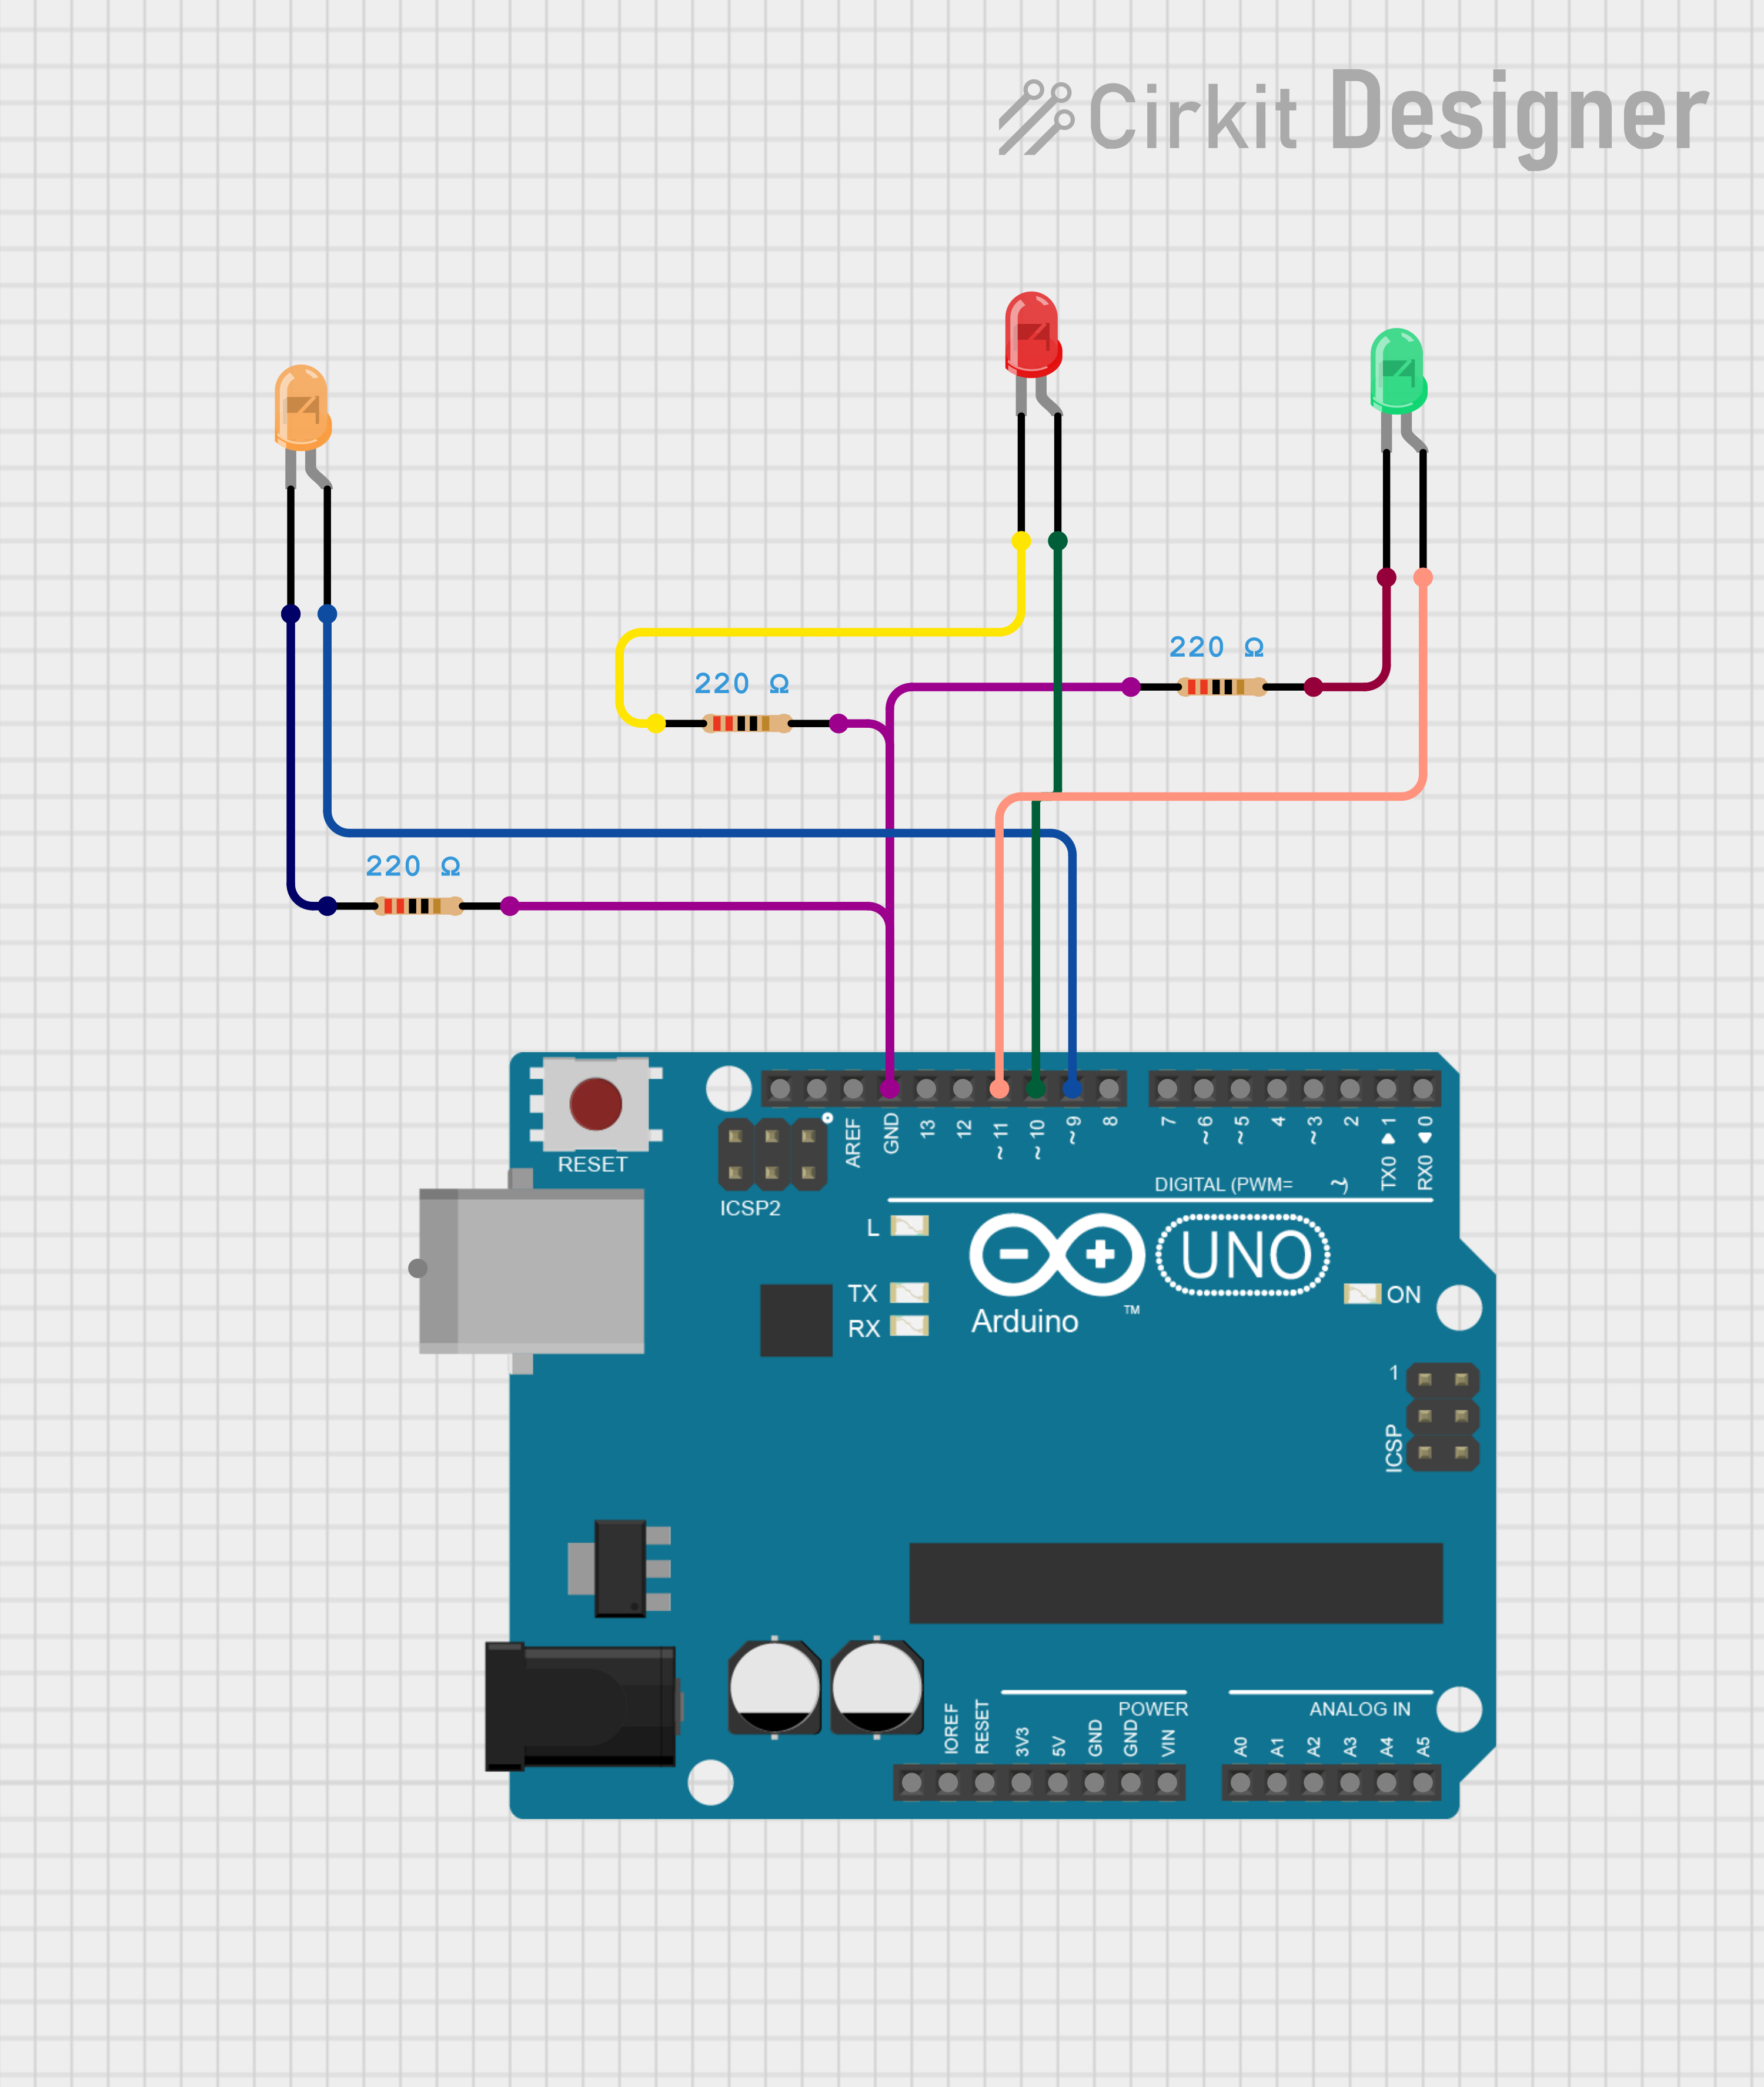 Cirkit Designer
220 Ω
220 Ω
220 Ω
RESET
ICSP2
AREF
GND
13
12
~ 11
~ 10
~ 9
8
7
~ 6
~ 5
4
~ 3
2
TX0 ▶ 1
RX0 ◀ 0
DIGITAL (PWM= ~)
L
TX
RX
Arduino
TM
UNO
ON
1
ICSP
IOREF
RESET
3V3
5V
GND
GND
VIN
POWER
ANALOG IN
A0
A1
A2
A3
A4
A5